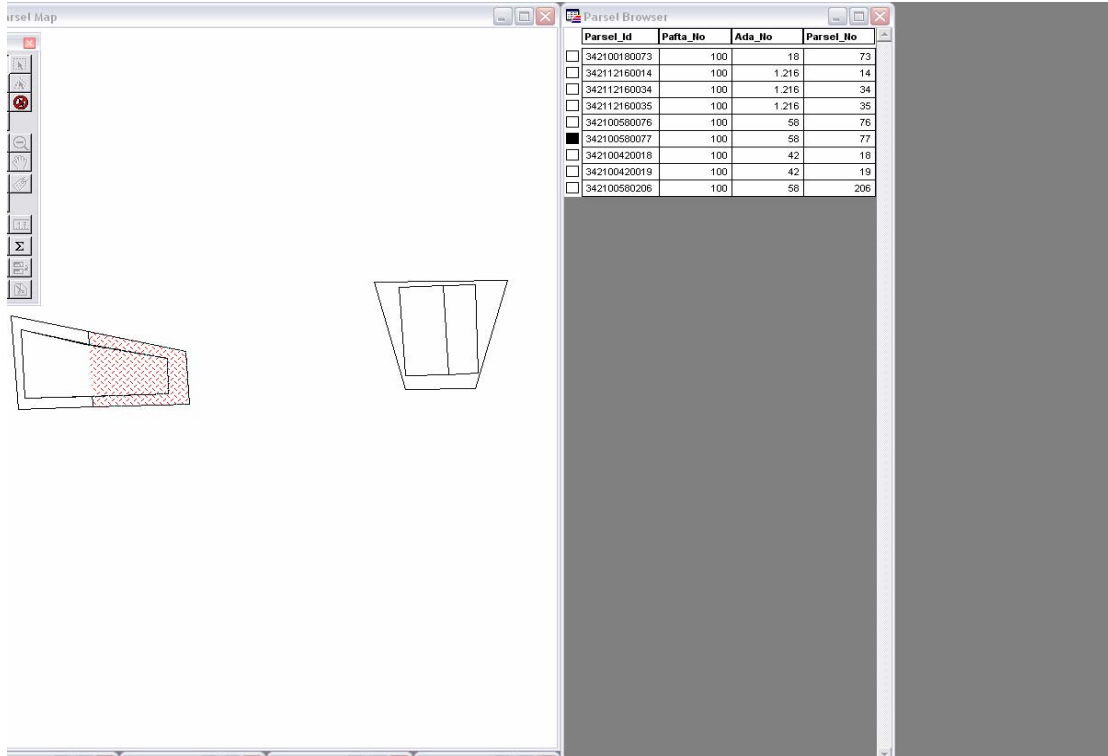 arsel Map
Parsel Browser
Parsel_Id Pafta_No Ada_No Parsel_No
342100180073 100 18 73
342112160014 100 1.216 14
342112160034 100 1.216 34
342112160035 100 1.216 35
342100580076 100 58 76
342100580077 100 58 77
342100420018 100 42 18
342100420019 100 42 19
342100580206 100 58 206
Σ